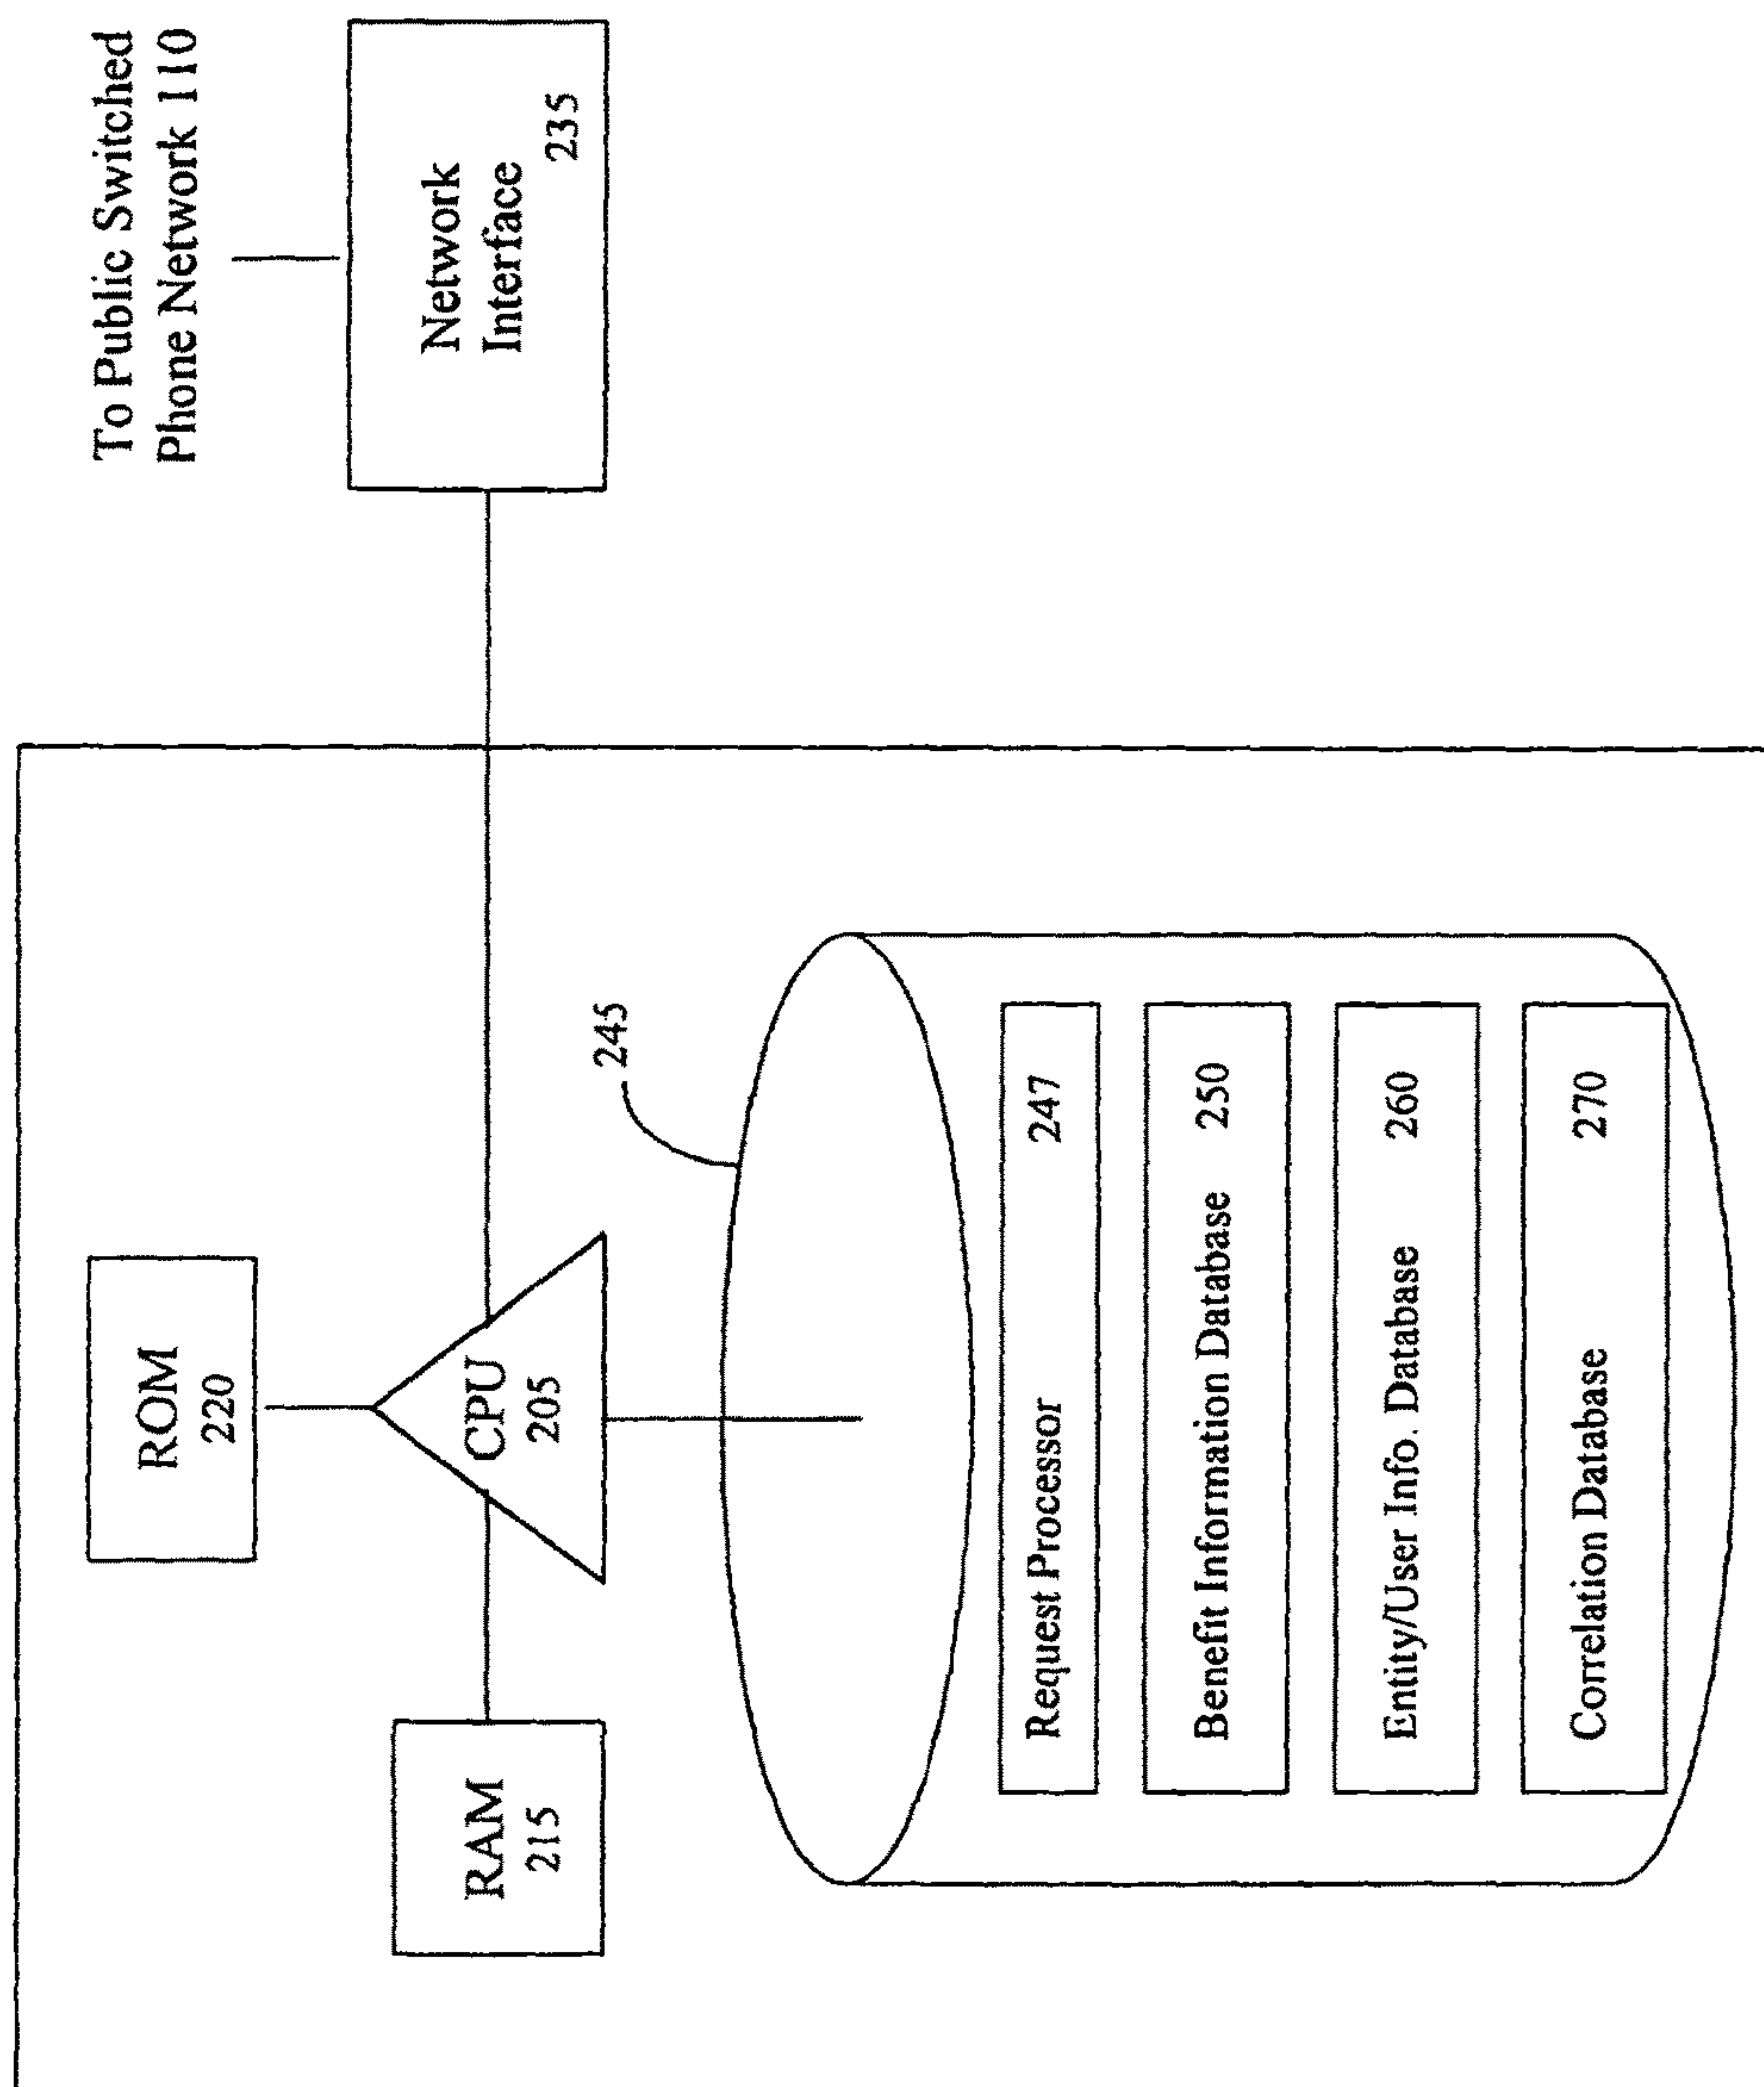 To Public Switched
Phone Network 110
ROM
220
RAM
215
CPU
205
Network
Interface
235
245
Request Processor 247
Benefit Information Database 250
Entity/User Info. Database 260
Correlation Database 270